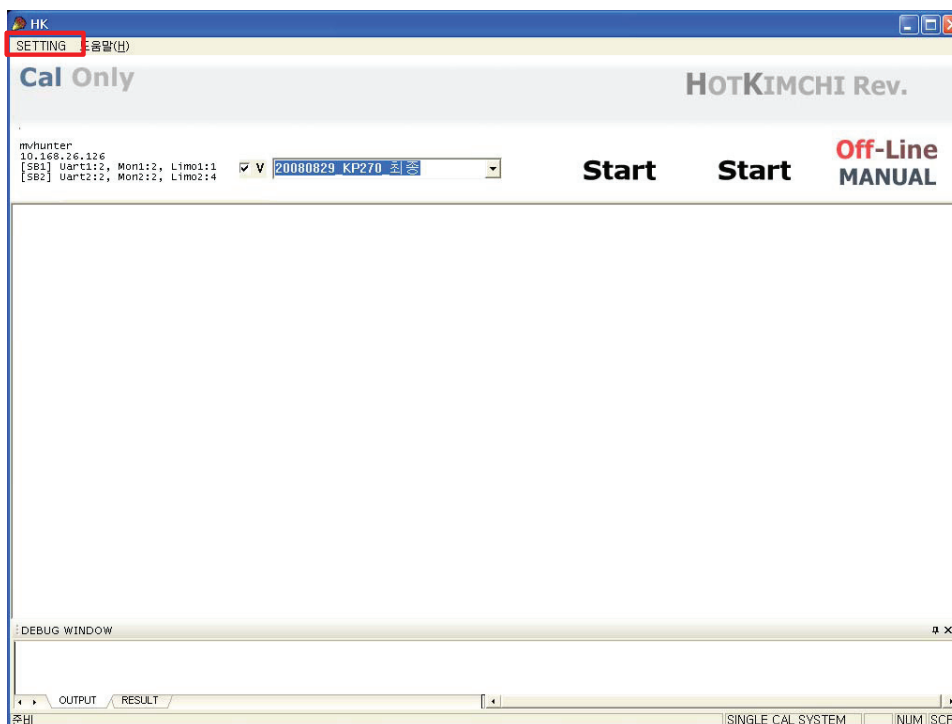 HK
SETTING 도움말(H)
Cal Only
HOTKIMCHI Rev.
mvhunter
10.168.26.126
[SB1] Uart1:2, Mon1:2, Limo1:1
[SB2] Uart2:2, Mon2:2, Limo2:4
V 20080829_KP270_최종
Start Start
Off-Line
MANUAL
DEBUG WINDOW
OUTPUT RESULT
준비 SINGLE CAL SYSTEM NUM